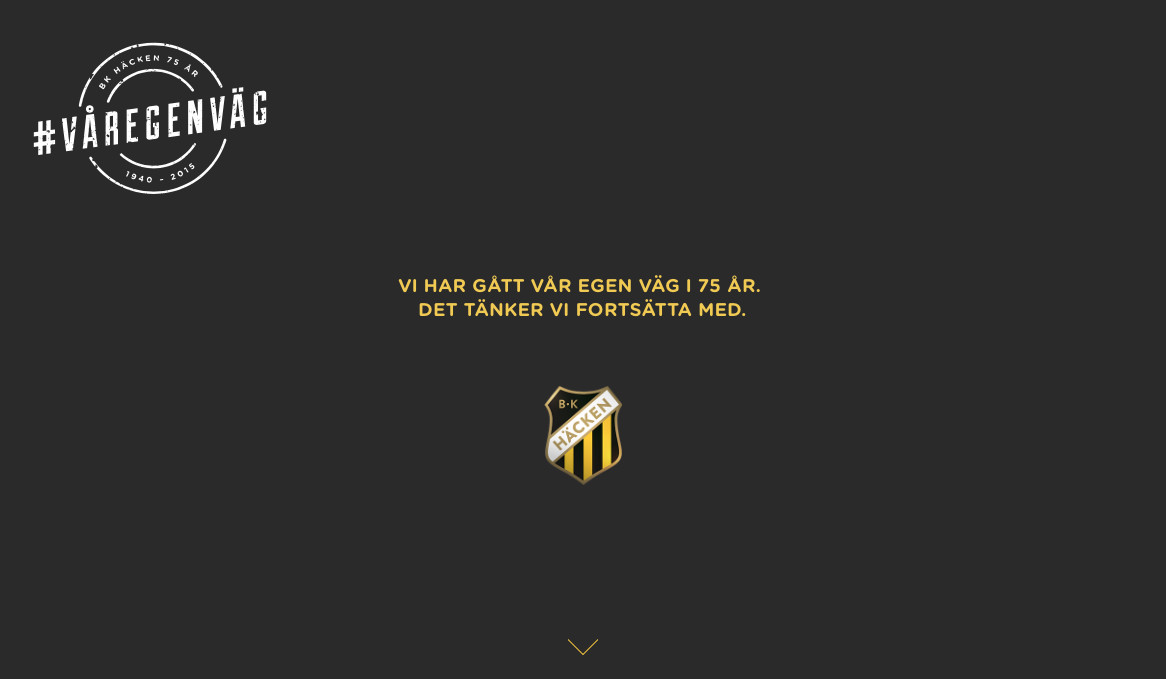 BK HÄCKEN 75 ÅR
#VÅREGENVÄG
1940 - 2015
VI HAR GÅTT VÅR EGEN VÄG I 75 ÅR.
DET TÄNKER VI FORTSÄTTA MED.
B·K
HÄCKEN